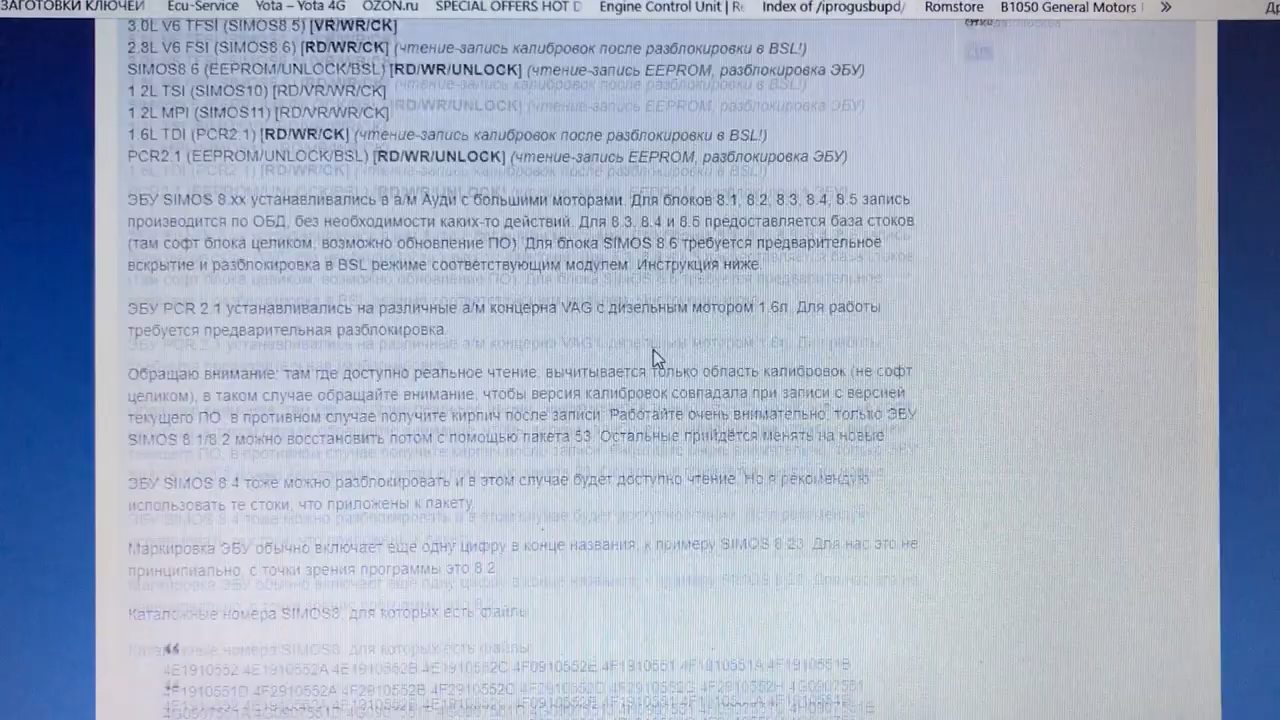 ЗАГОТОВКИ КЛЮЧЕЙ Ecu-Service Yota – Yota 4G OZON.ru SPECIAL OFFERS HOT D Engine Control Unit | Re Index of /iprogusbupd/ Romstore B1050 General Motors
3.0L V6 TFSI (SIMOS8 5) [VR/WR/CK]
2.8L V6 FSI (SIMOS8 6) [RD/WR/CK] (чтение-запись калибровок после разблокировки в BSL!)
SIMOS8 6 (EEPROM/UNLOCK/BSL) [RD/WR/UNLOCK] (чтение-запись EEPROM, разблокировка ЭБУ)
1 2L TSI (SIMOS10) [RD/VR/WR/CK]
1 2L MPI (SIMOS11) [RD/VR/WR/CK]
1.6L TDI (PCR2 1) [RD/WR/CK] (чтение-запись калибровок после разблокировки в BSL!)
PCR2.1 (EEPROM/UNLOCK/BSL) [RD/WR/UNLOCK] (чтение-запись EEPROM, разблокировка ЭБУ)
ЭБУ SIMOS 8.xx устанавливались в а/м Ауди с большими моторами. Для блоков 8.1, 8.2, 8.3, 8.4, 8.5 запись
производится по ОБД, без необходимости каких-то действий. Для 8.3, 8.4 и 8.5 предоставляется база стоков
(там софт блока целиком, возможно обновление ПО). Для блока SIMOS 8 6 требуется предварительное
вскрытие и разблокировка в BSL режиме соответствующим модулем. Инструкция ниже.
ЭБУ PCR 2.1 устанавливались на различные а/м концерна VAG с дизельным мотором 1.6л. Для работы
требуется предварительная разблокировка.
Обращаю внимание: там где доступно реальное чтение, вычитывается только область калибровок (не софт
целиком), в таком случае обращайте внимание, чтобы версия калибровок совпадала при записи с версией
текущего ПО, в противном случае получите кирпич после записи. Работайте очень внимательно, только ЭБУ
SIMOS 8 1/8 2 можно восстановить потом с помощью пакета 53. Остальные прийдётся менять на новые
ЭБУ SIMOS 8 4 тоже можно разблокировать и в этом случае будет доступно чтение. Но я рекомендую
использовать те стоки, что приложены к пакету.
Маркировка ЭБУ обычно включает еще одну цифру в конце названия, к примеру SIMOS 8 23. Для нас это не
принципиально, с точки зрения программы это 8.2
Каталожные номера SIMOS8, для которых есть файлы
4E1910552 4E1910552A 4E1910552B 4E1910552C 4F0910552E 4F1910551 4F1910551A 4F1910551B
4F1910551D 4F2910552A 4F2910552B 4F2910552C